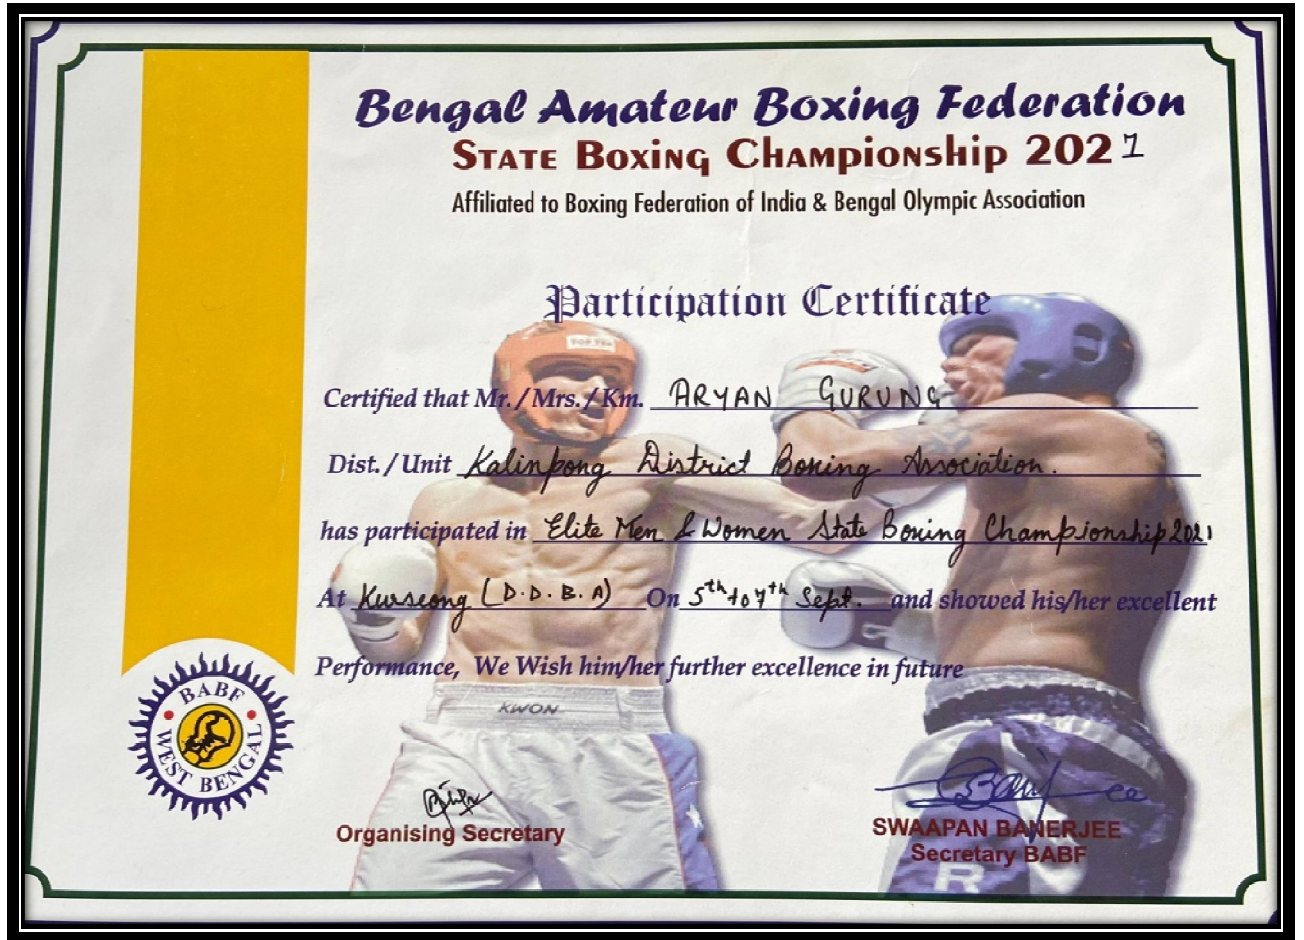 Bengal Amateur Boxing Federation
State Boxing Championship 2021
Affiliated to Boxing Federation of India & Bengal Olympic Association
Participation Certificate
TOP TEN
Certified that Mr./Mrs./Km. ARYAN GURUNG
Dist./Unit Kalimpong District Boxing Association.
has participated in Elite Men & Women State Boxing Championship 2021
At Kurseong (D.D.B.A) On 5th to 7th Sept. and showed his/her excellent
Performance, We Wish him/her further excellence in future
KWON
BABF
WEST BENGAL
Organising Secretary
SWAAPAN BANERJEE
Secretary BABF
R